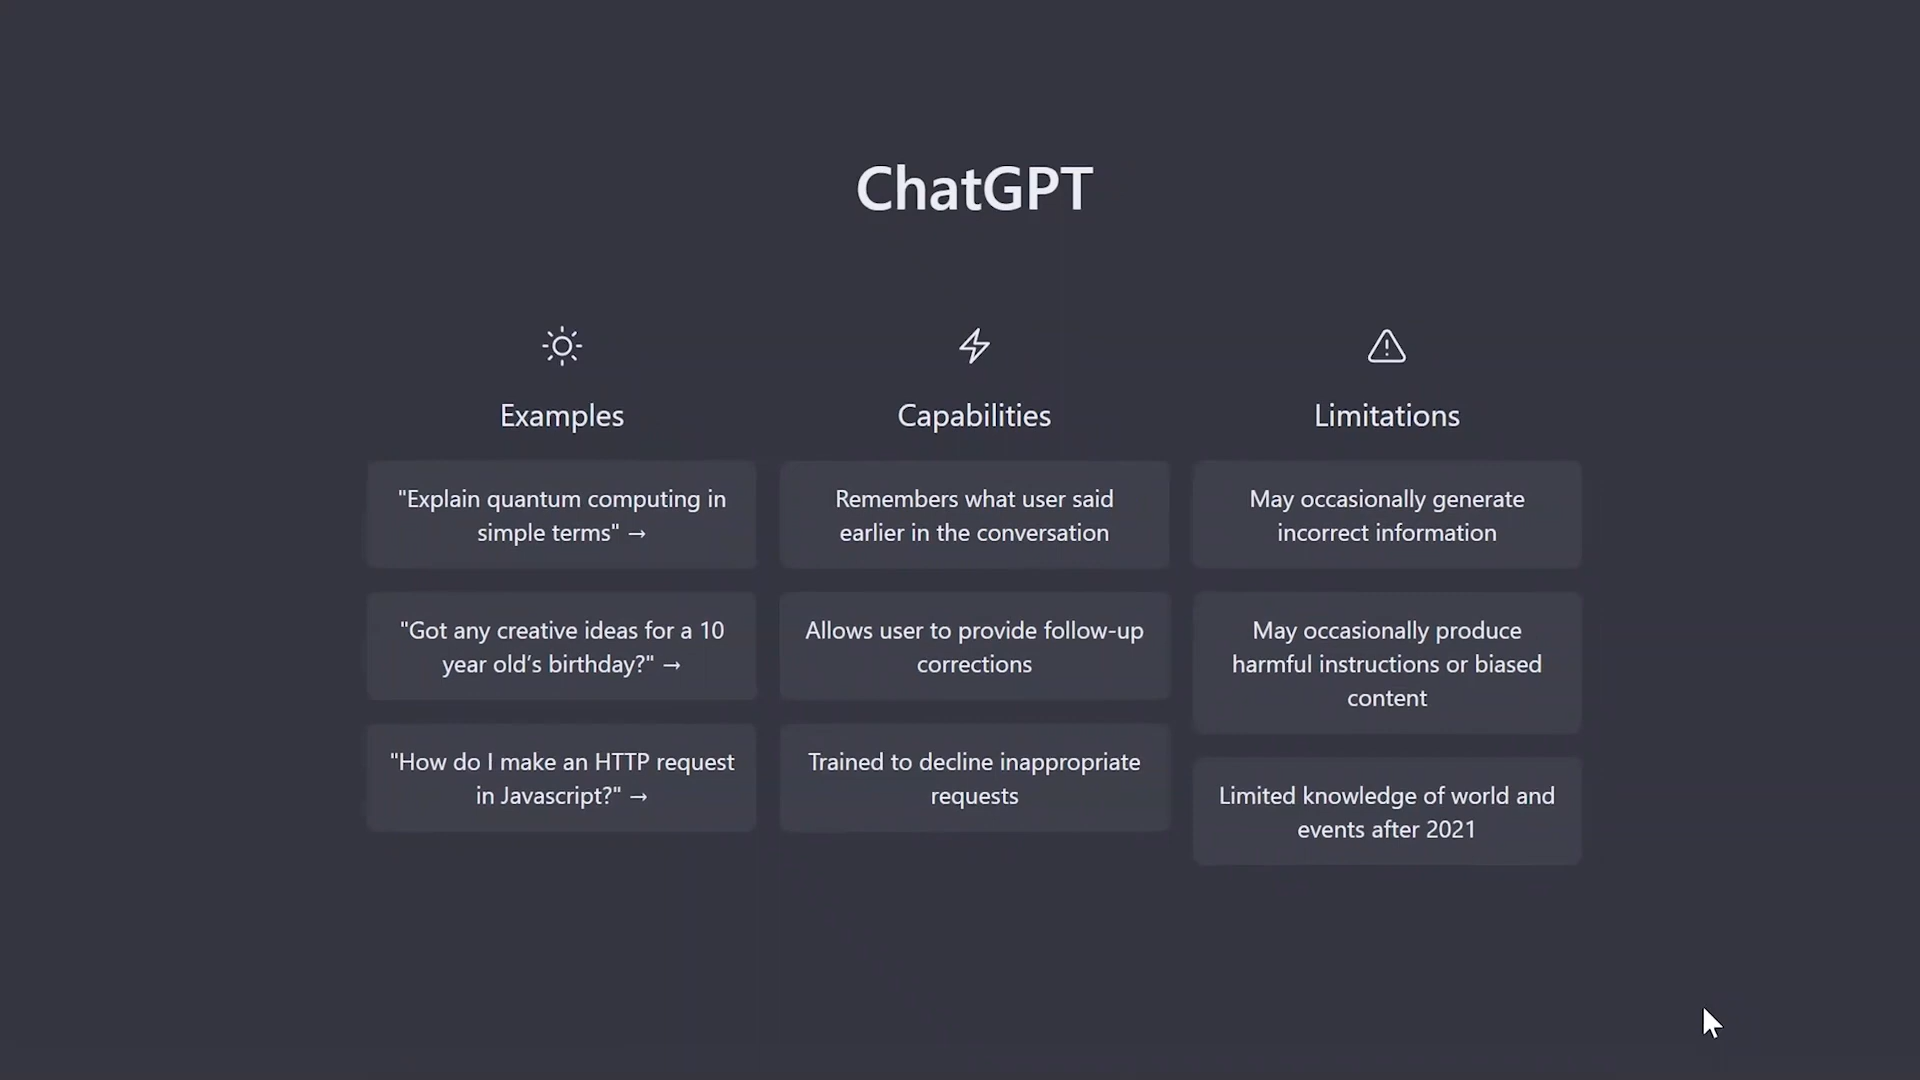 ChatGPT
Examples
"Explain quantum computing in
simple terms" →
"Got any creative ideas for a 10
year old’s birthday?" →
"How do I make an HTTP request
in Javascript?" →
Capabilities
Remembers what user said
earlier in the conversation
Allows user to provide follow-up
corrections
Trained to decline inappropriate
requests
Limitations
May occasionally generate
incorrect information
May occasionally produce
harmful instructions or biased
content
Limited knowledge of world and
events after 2021